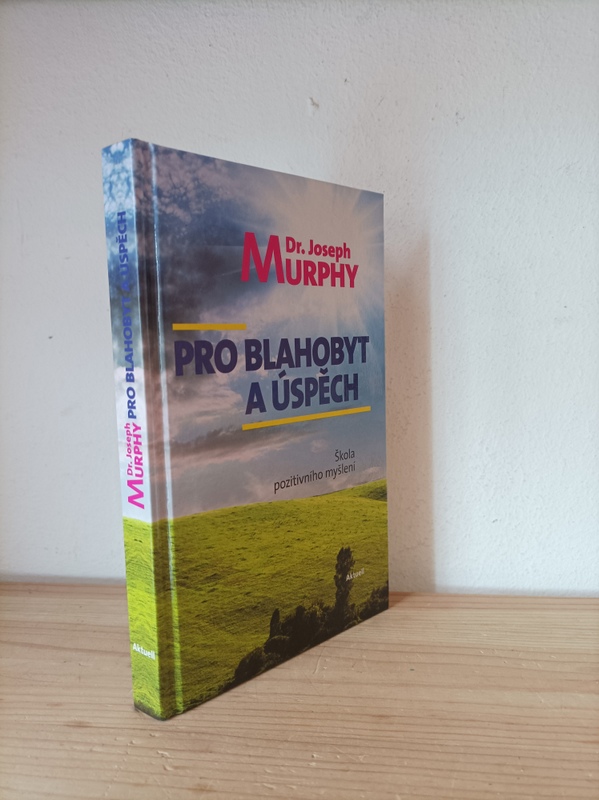 Dr. Joseph
MURPHY
PRO BLAHOBYT
A ÚSPĚCH
Škola
pozitivního myšlení
Aktuell
Dr. Joseph
MURPHY PRO BLAHOBYT A ÚSPĚCH
Aktuell